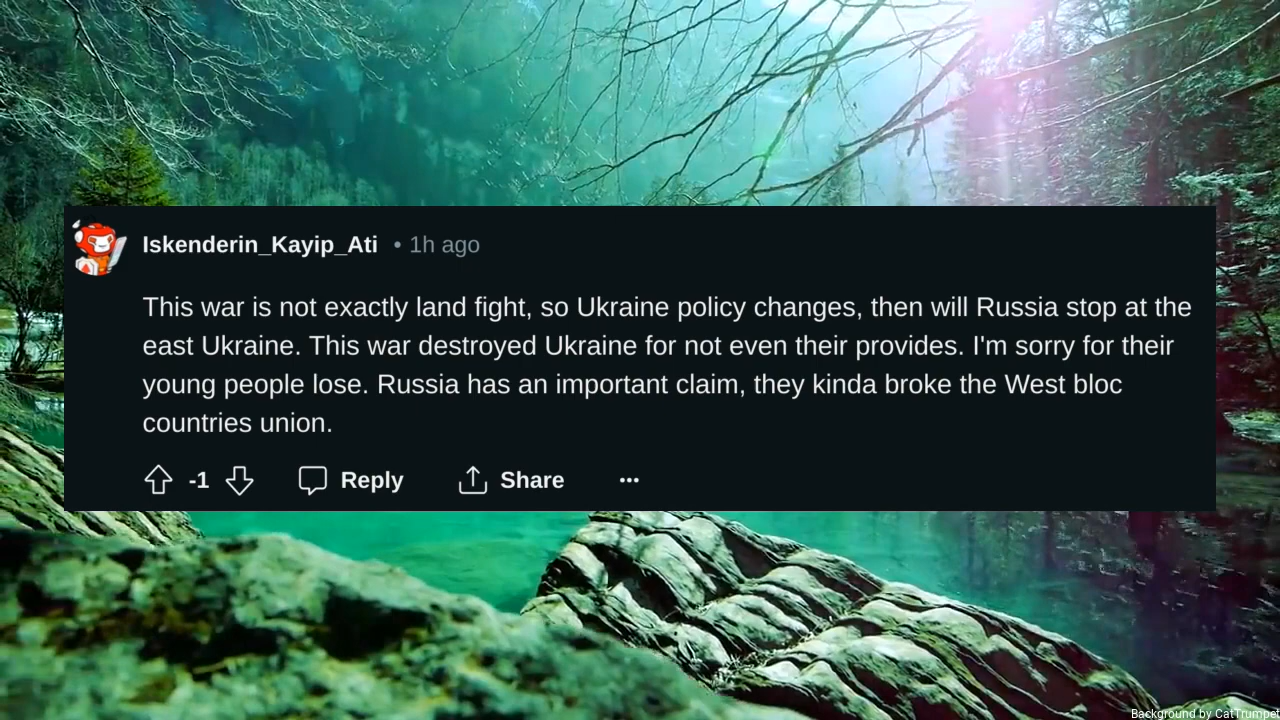 Iskenderin_Kayip_Ati • 1h ago
This war is not exactly land fight, so Ukraine policy changes, then will Russia stop at the
east Ukraine. This war destroyed Ukraine for not even their provides. I'm sorry for their
young people lose. Russia has an important claim, they kinda broke the West bloc
countries union.
-1 Reply Share ...
Background by CatTrumpet